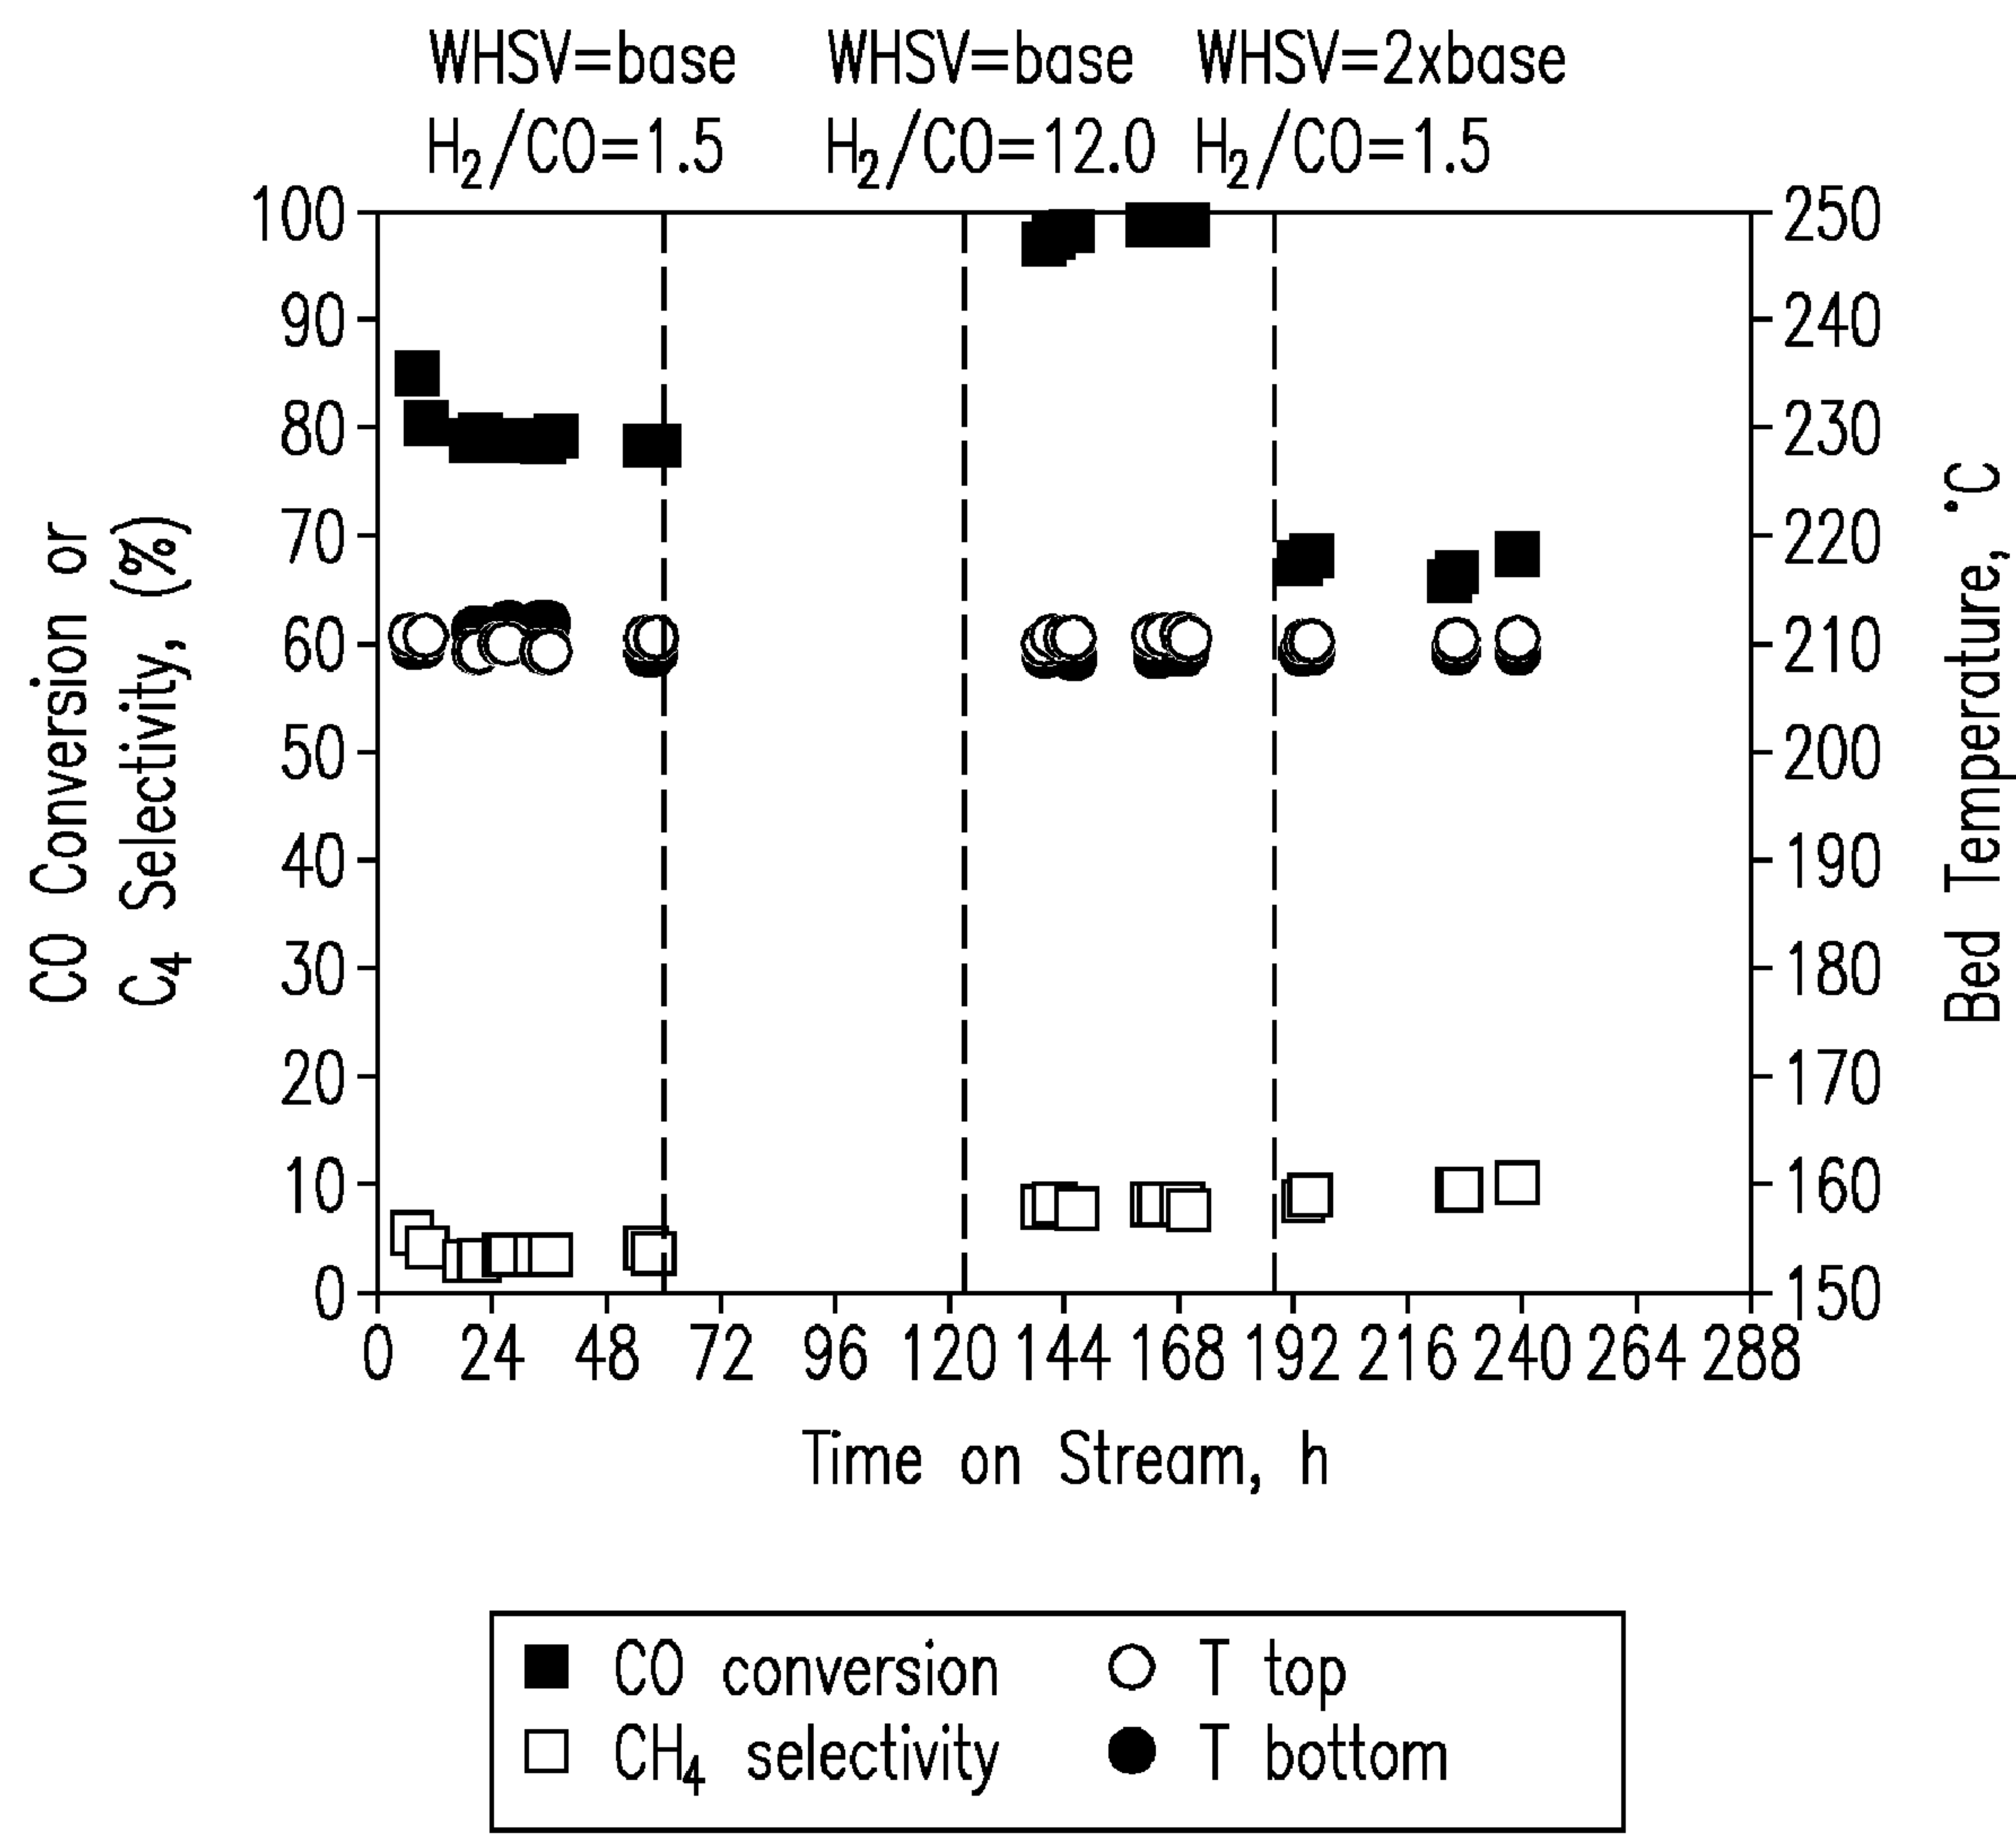 WHSV=base WHSV=base WHSV=2xbase
H₂/CO=1.5 H₂/CO=12.0 H₂/CO=1.5
CO Conversion or
C₄ Selectivity, (%)
100
90
80
70
60
50
40
30
20
10
0
250
240
230
220
210
200
190
180
170
160
150
Bed Temperature, °C
0 24 48 72 96 120 144 168 192 216 240 264 288
Time on Stream, h
CO conversion T top
CH₄ selectivity T bottom